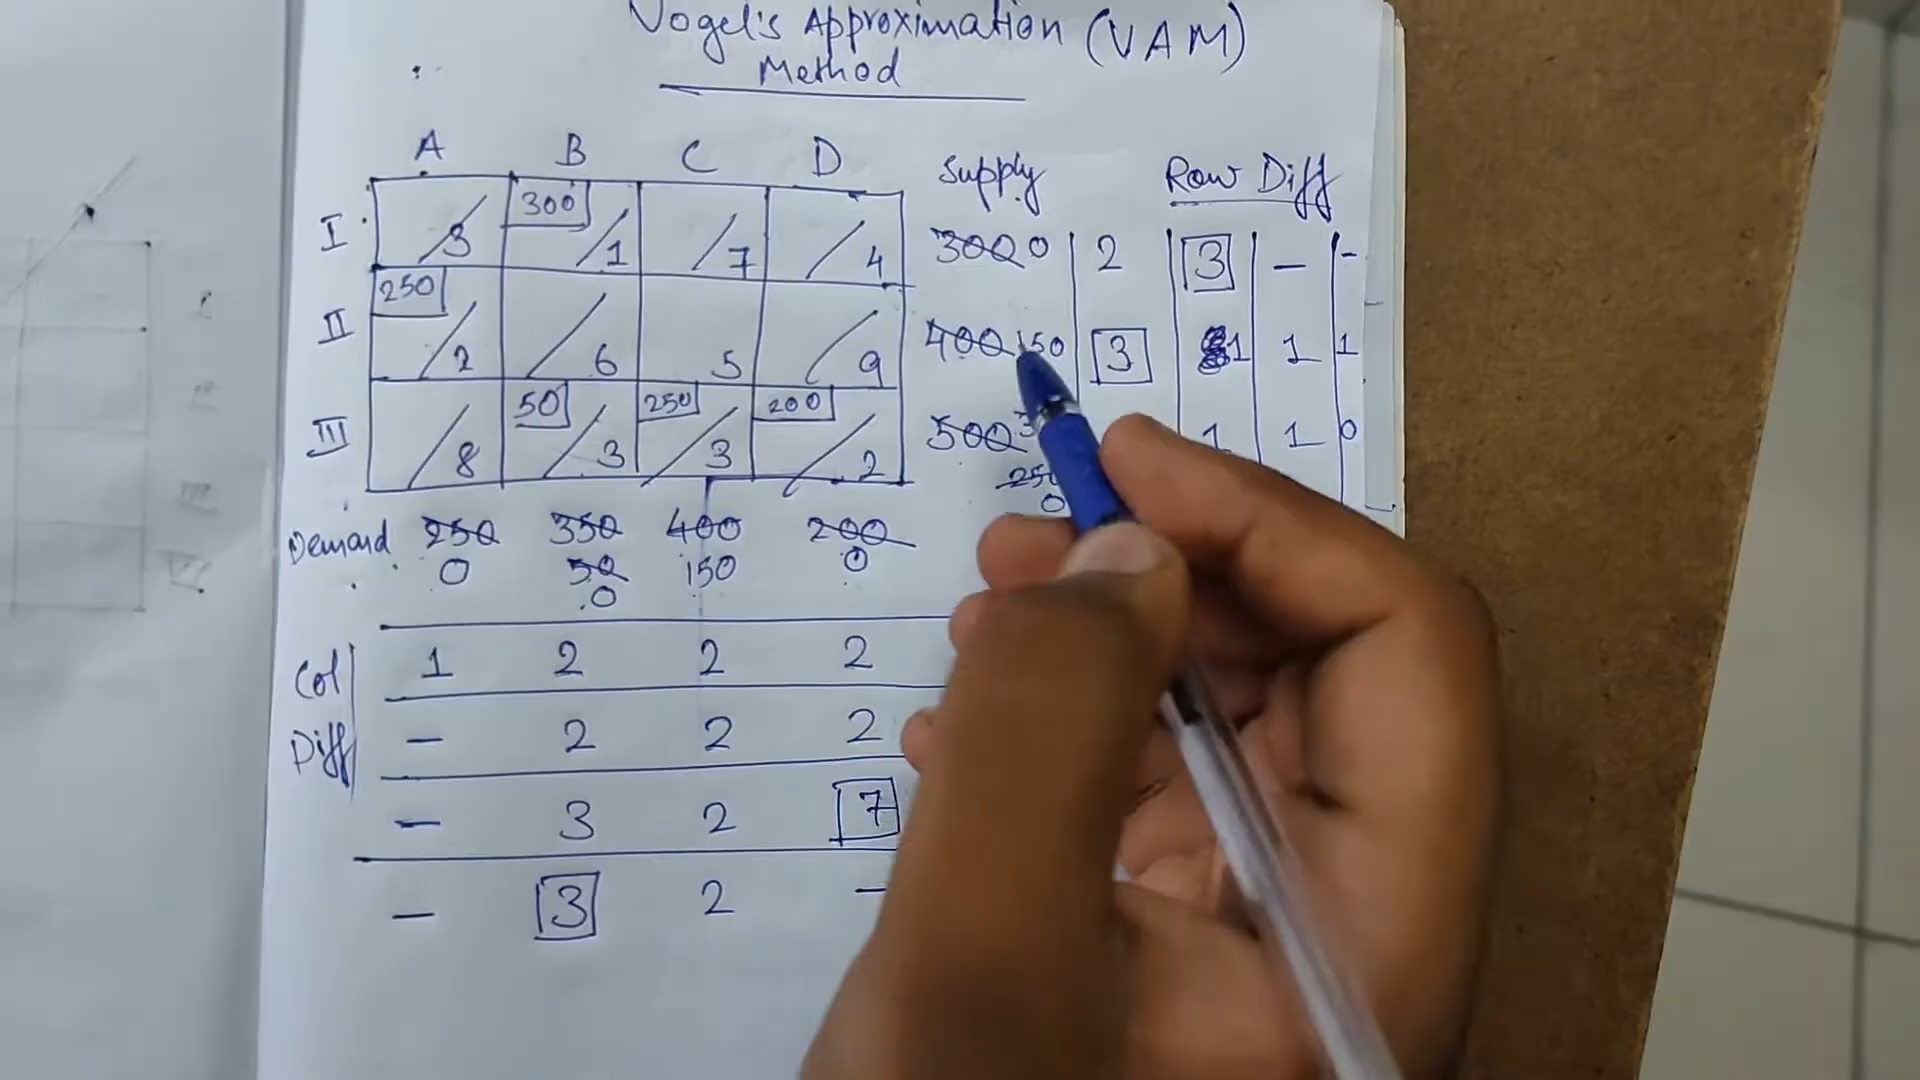 Vogel's Approximation (VAM)
Method
A B C D Supply Row Diff
I 3 300 1 7 4 300 0 2 3 - -
II 250 2 6 5 9 400 150 3 1 1 1
III 8 50 3 250 3 200 2 500 1 1 0
250
0
Demand 250 350 400 200
0 50 150 0
0
Col 1 2 2 2
Diff - 2 2 2
- 3 2 7
- 3 2 -